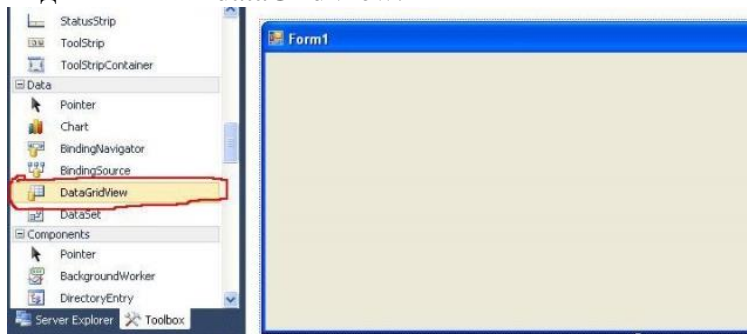 StatusStrip
ToolStrip
ToolStripContainer
Data
Pointer
Chart
BindingNavigator
BindingSource
DataGridView
DataSet
Components
Pointer
BackgroundWorker
DirectoryEntry
Server Explorer Toolbox
Form1